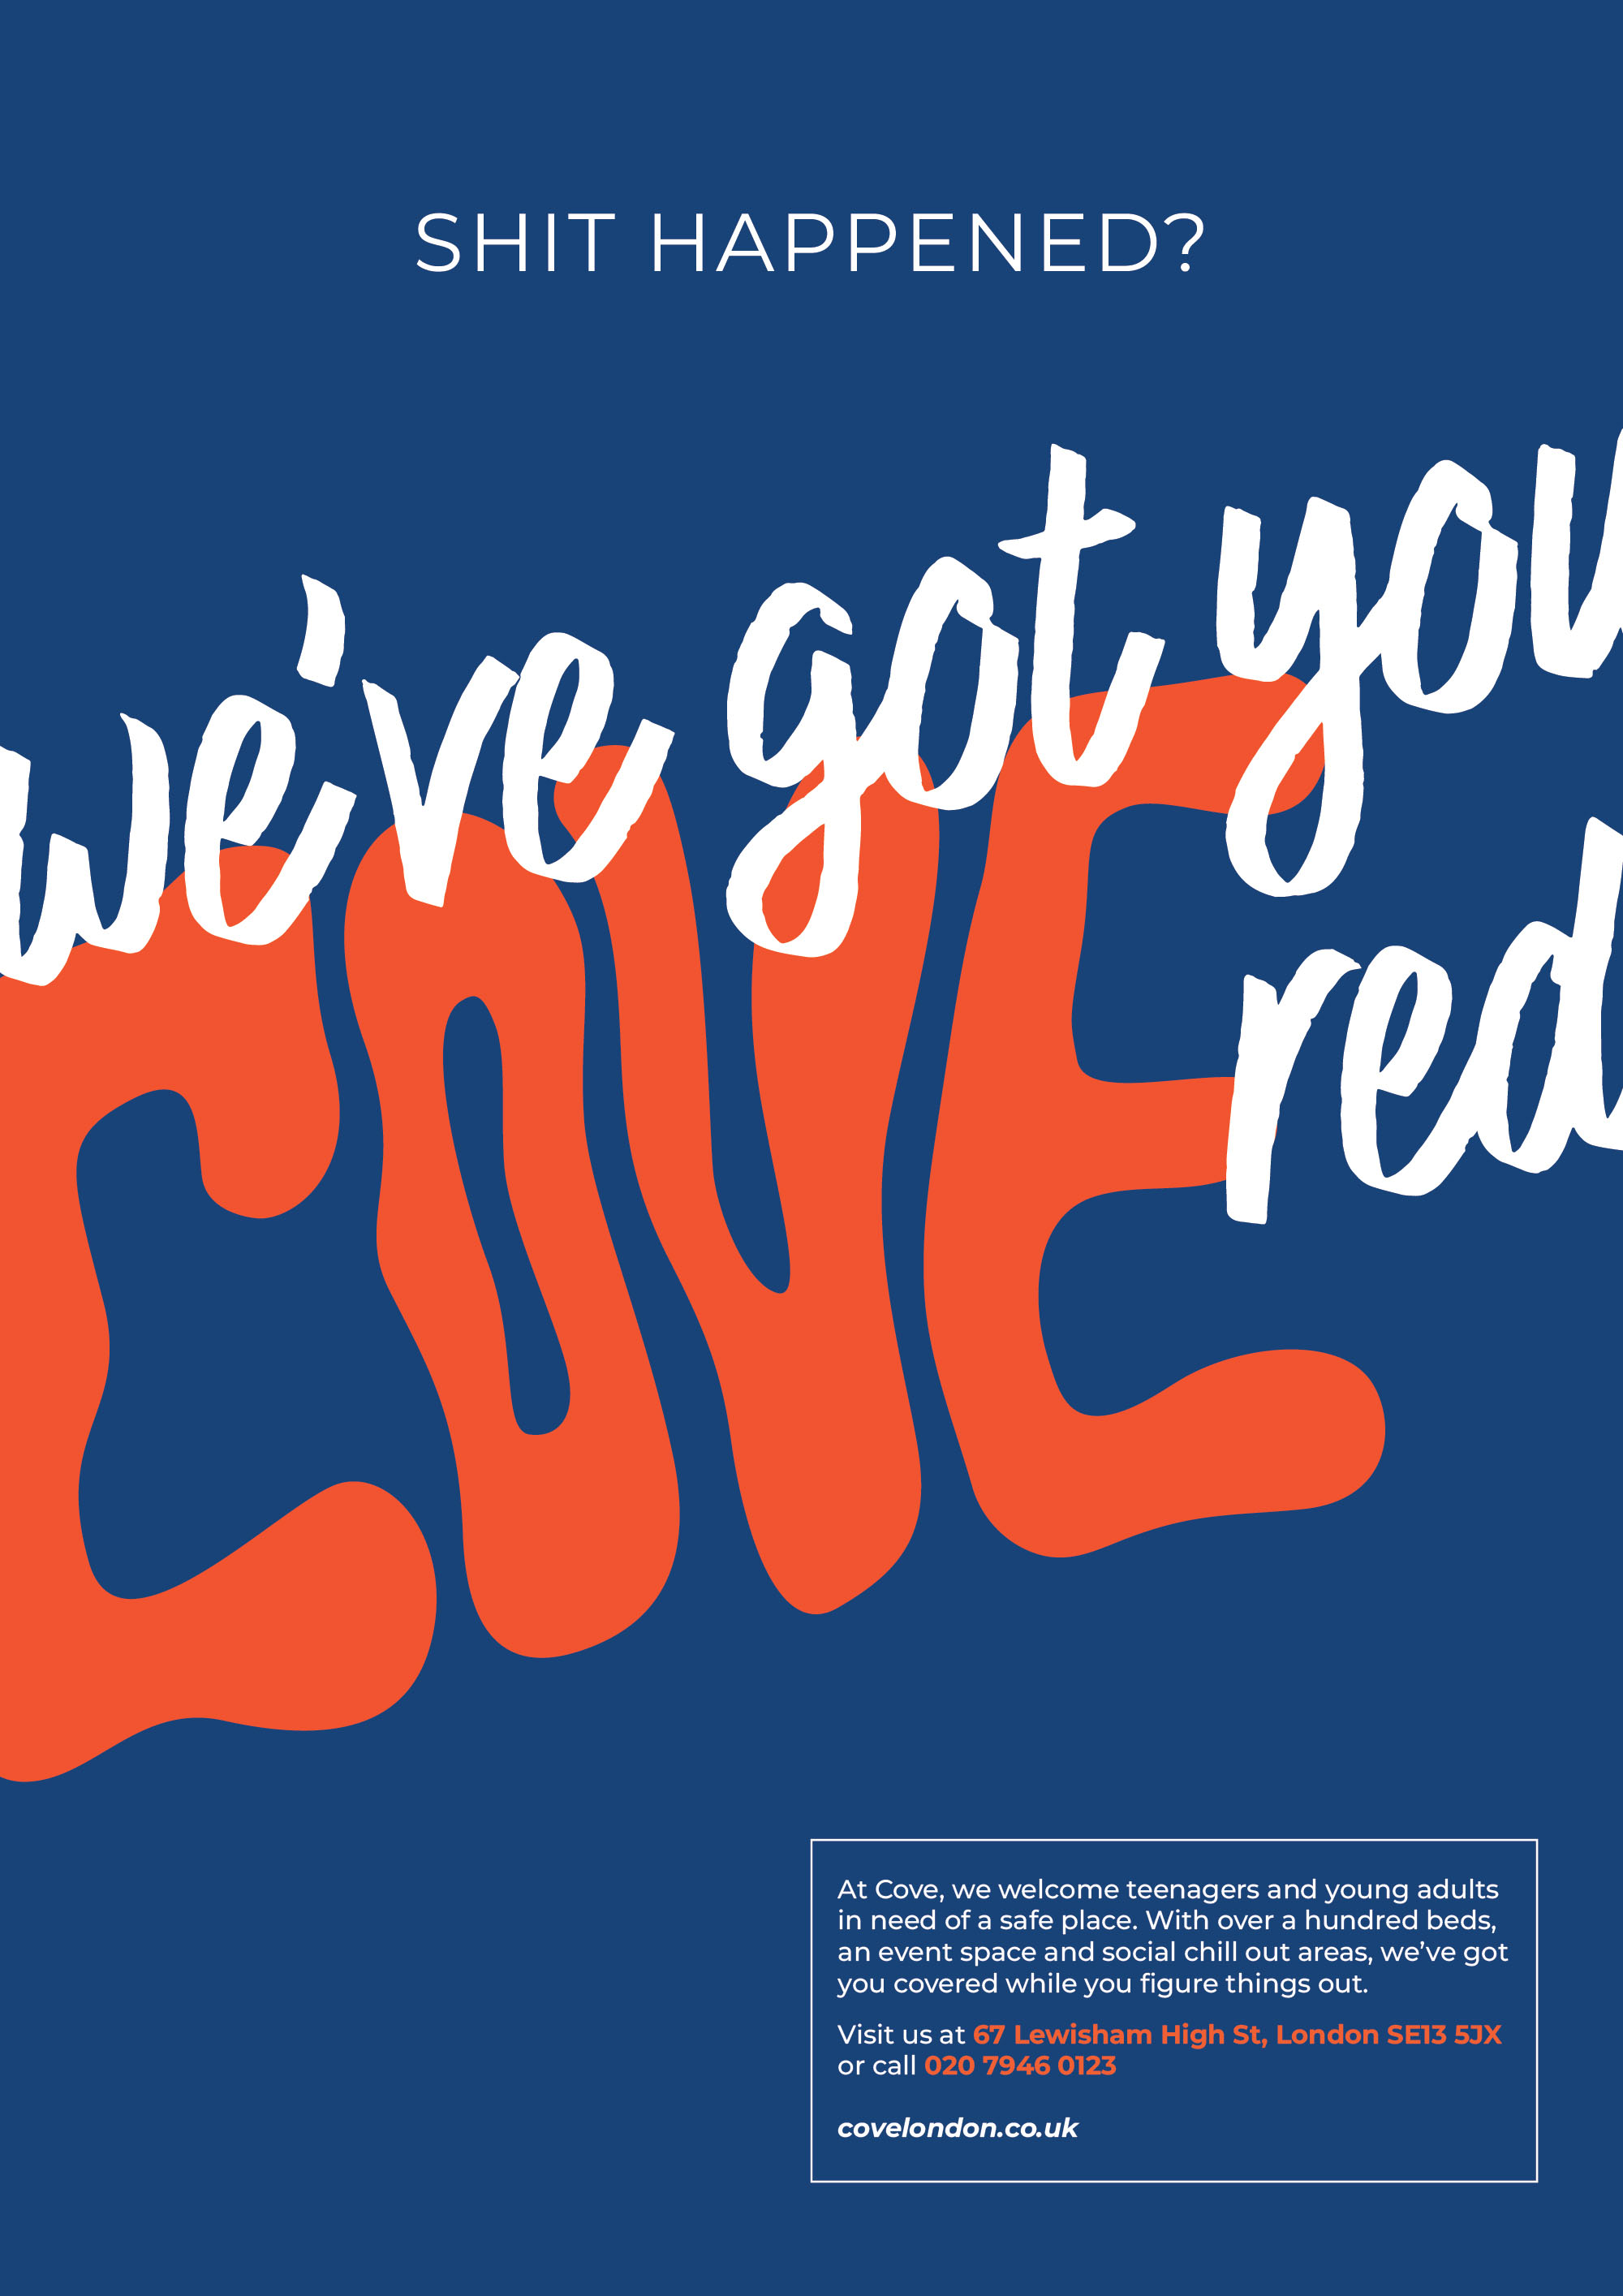 SHIT HAPPENED?
we've got you
COVE
red
At Cove, we welcome teenagers and young adults
in need of a safe place. With over a hundred beds,
an event space and social chill out areas, we've got
you covered while you figure things out.
Visit us at 67 Lewisham High St, London SE13 5JX
or call 020 7946 0123
covelondon.co.uk